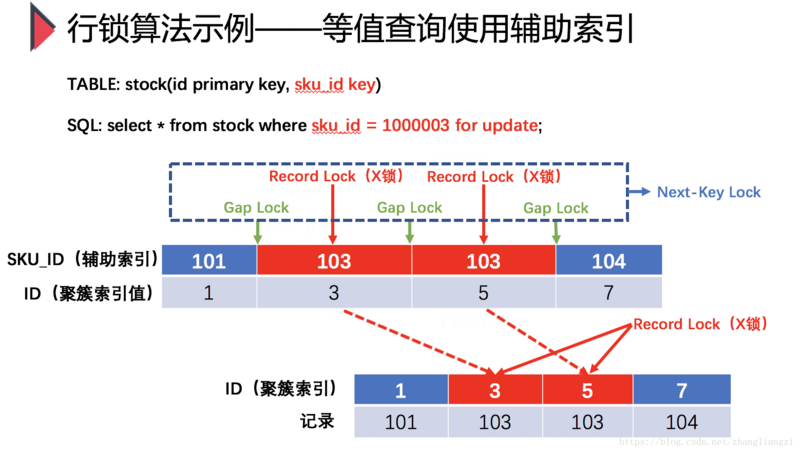 行锁算法示例——等值查询使用辅助索引
TABLE: stock(id primary key, sku_id key)
SQL: select * from stock where sku_id = 1000003 for update;
Record Lock（X锁） Record Lock（X锁）
Next-Key Lock
Gap Lock Gap Lock Gap Lock
SKU_ID（辅助索引） 101 103 103 104
ID（聚簇索引值） 1 3 5 7
Record Lock（X锁）
ID（聚簇索引） 1 3 5 7
记录 101 103 103 104
https://blog.csdn.net/zhangliangzi